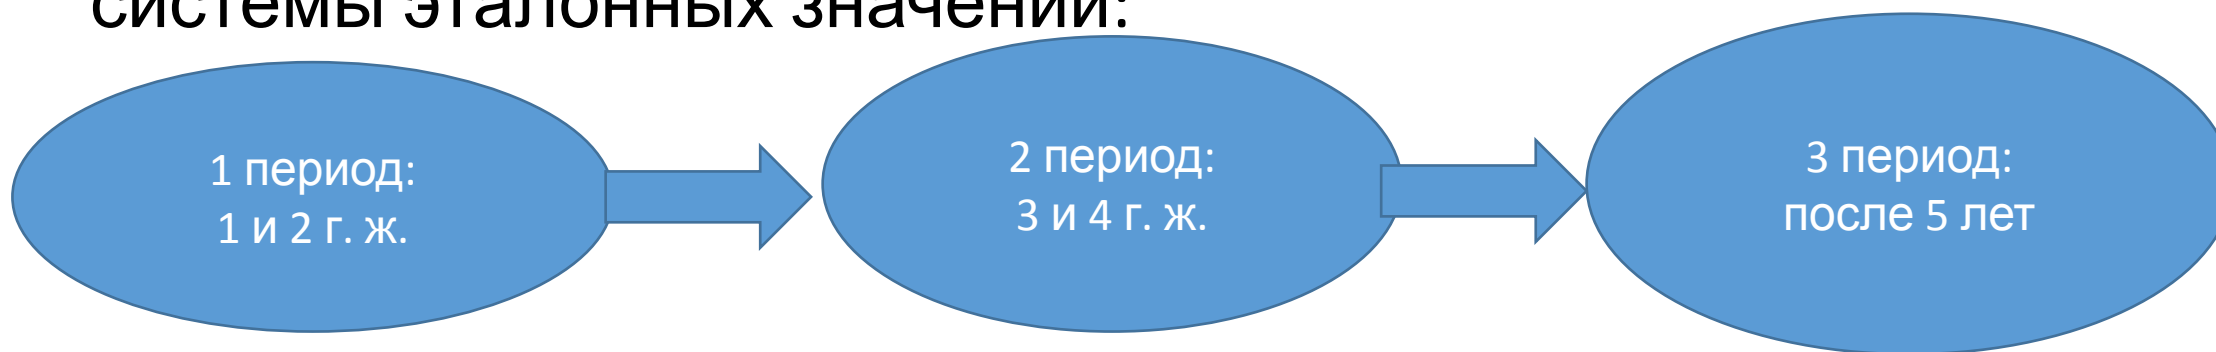 системы эталонных значений:
1 период:
1 и 2 г. ж.
2 период:
3 и 4 г. ж.
3 период:
после 5 лет